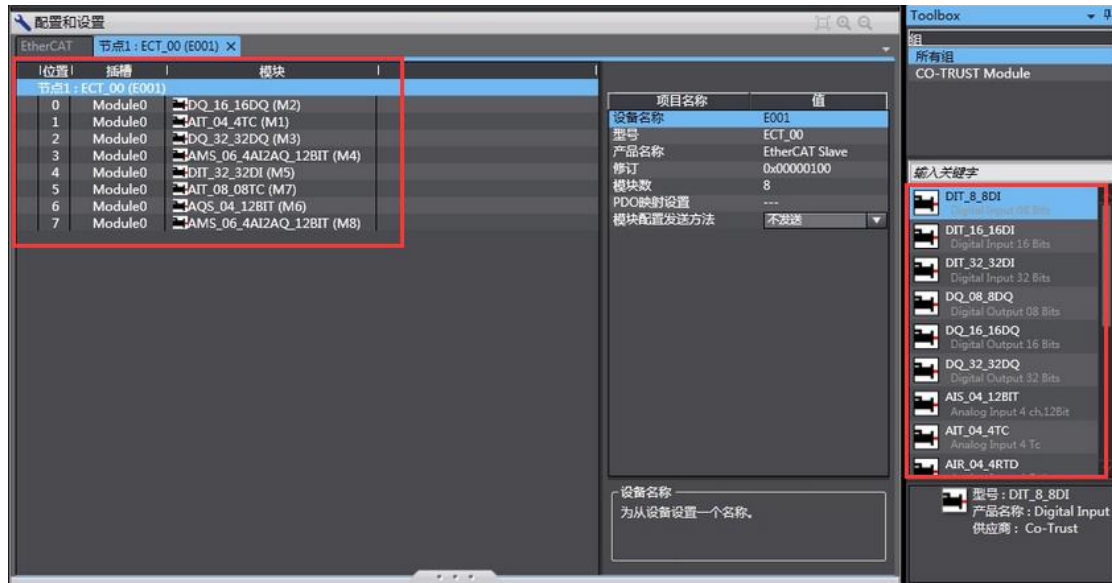 配置和设置
EtherCAT 节点1 : ECT_00 (E001) ×
位置 插槽 模块
节点1 : ECT_00 (E001)
0 Module0 DQ_16_16DQ (M2)
1 Module0 AIT_04_4TC (M1)
2 Module0 DQ_32_32DQ (M3)
3 Module0 AMS_06_4AI2AQ_12BIT (M4)
4 Module0 DIT_32_32DI (M5)
5 Module0 AIT_08_08TC (M7)
6 Module0 AQS_04_12BIT (M6)
7 Module0 AMS_06_4AI2AQ_12BIT (M8)
项目名称 值
设备名称 E001
型号 ECT_00
产品名称 EtherCAT Slave
修订 0x00000100
模块数 8
PDO映射设置 ---
模块配置发送方法 不发送
设备名称
为从设备设置一个名称。
Toolbox
组
所有组
CO-TRUST Module
输入关键字
DIT_8_8DI
Digital Input 08 Bits
DIT_16_16DI
Digital Input 16 Bits
DIT_32_32DI
Digital Input 32 Bits
DQ_08_8DQ
Digital Output 08 Bits
DQ_16_16DQ
Digital Output 16 Bits
DQ_32_32DQ
Digital Output 32 Bits
AIS_04_12BIT
Analog Input 4 ch,12Bit
AIT_04_4TC
Analog Input 4 Tc
AIR_04_4RTD
型号 : DIT_8_8DI
产品名称 : Digital Input
供应商 : Co-Trust